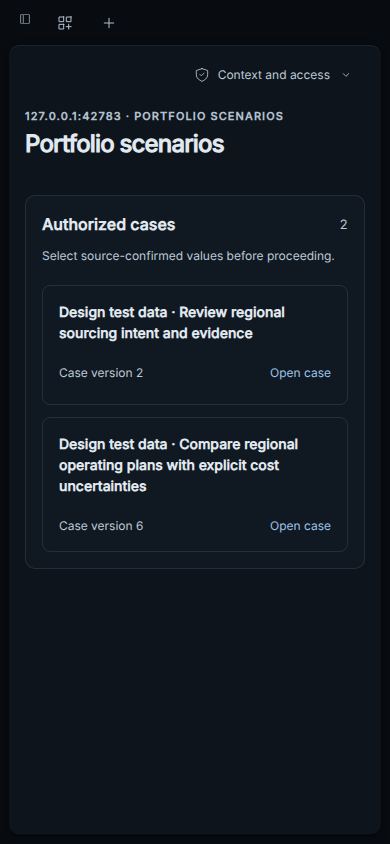 Context and access
127.0.0.1:42783 · PORTFOLIO SCENARIOS
Portfolio scenarios
Authorized cases
2
Select source-confirmed values before proceeding.
Design test data · Review regional
sourcing intent and evidence
Case version 2
Open case
Design test data · Compare regional
operating plans with explicit cost
uncertainties
Case version 6
Open case